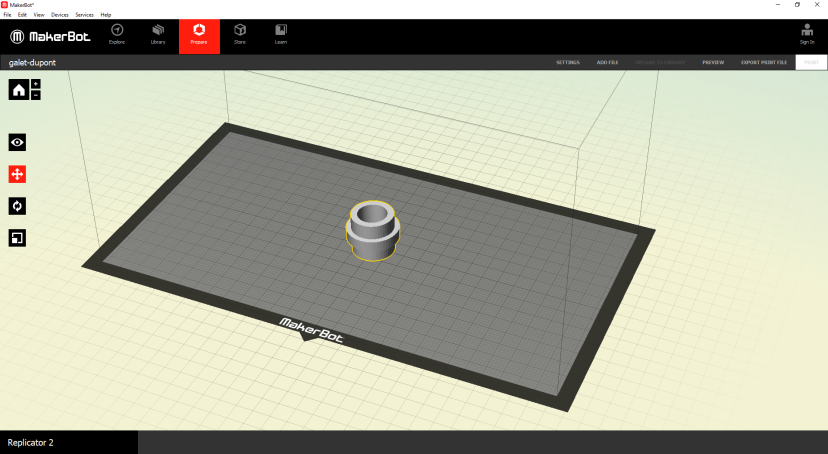 MakerBot*
File Edit View Devices Services Help
MakerBot
Explore Library Prepare Store Learn Sign In
galet-dupont
SETTINGS ADD FILE PREVIEW EXPORT PRINT FILE PRINT
MakerBot
Replicator 2